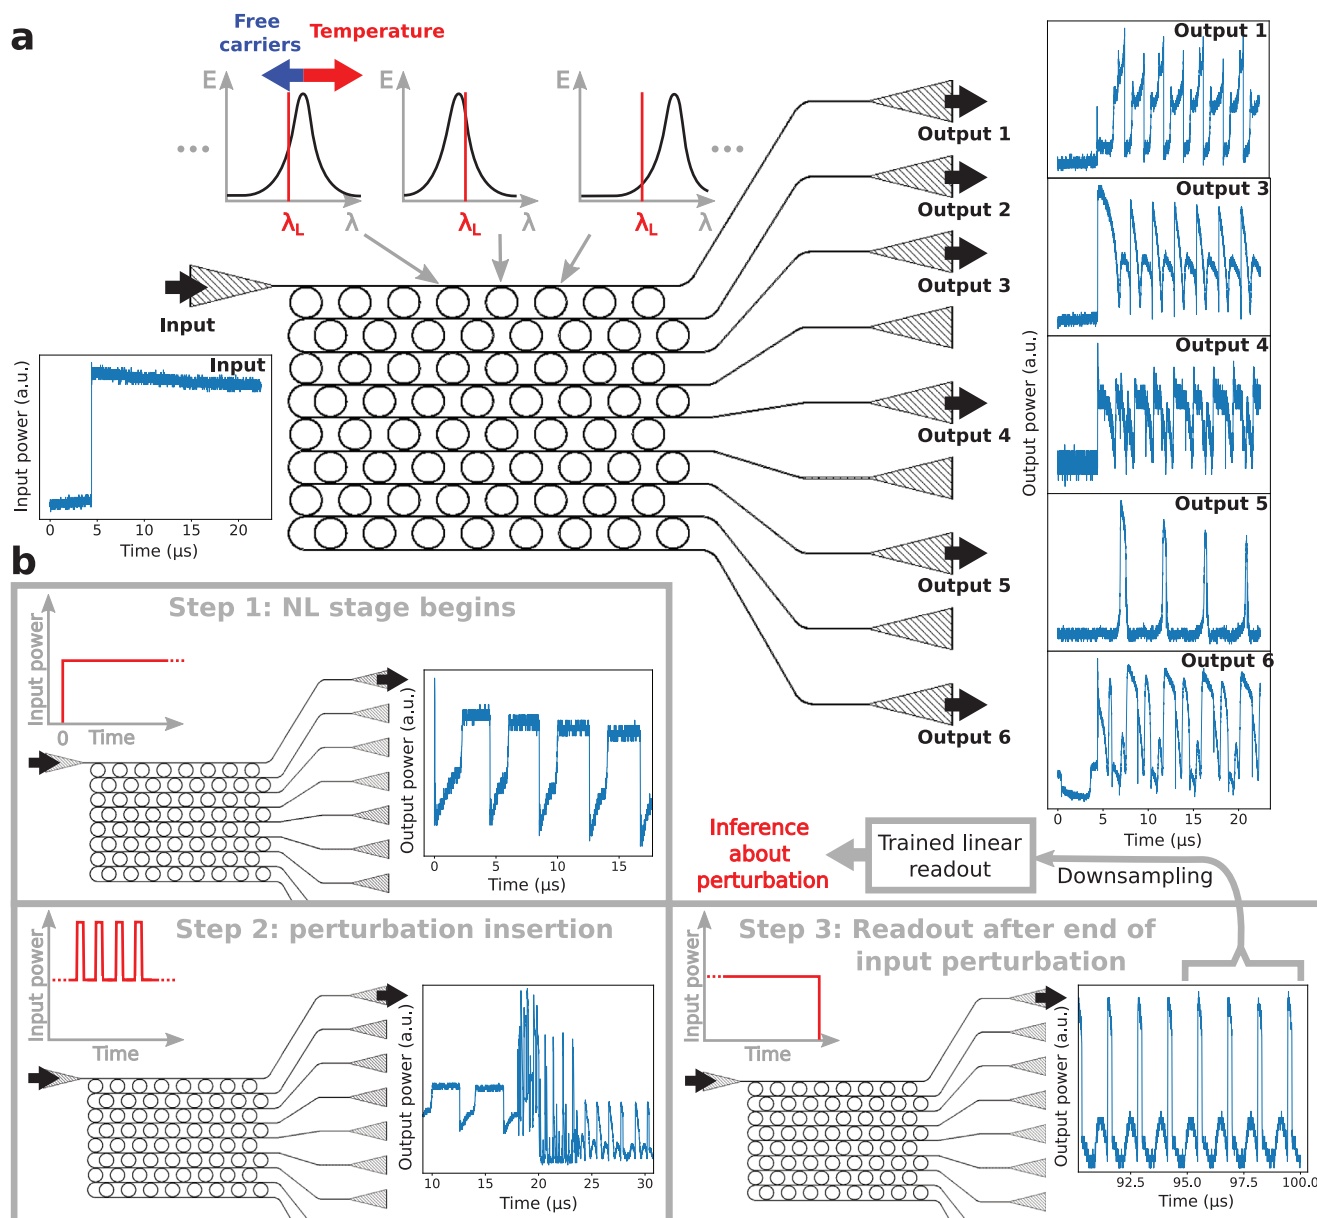 a
Free
carriers
Temperature
E
E
E
λL
λ
λL
λ
λL
λ
Input
Output 1
Output 2
Output 3
Output 4
Output 5
Output 6
Input
Input power (a.u.)
0
5
10
15
20
Time (μs)
Output 1
Output 3
Output 4
Output 5
Output 6
Output power (a.u.)
0
5
10
15
20
Time (μs)
b
Step 1: NL stage begins
Input power
0
Time
Output power (a.u.)
0
5
10
15
Time (μs)
Inference
about
perturbation
Trained linear
readout
Downsampling
Step 2: perturbation insertion
Input power
Time
Output power (a.u.)
10
15
20
25
30
Time (μs)
Step 3: Readout after end of
input perturbation
Input power
Time
Output power (a.u.)
92.5
95.0
97.5
100.0
Time (μs)